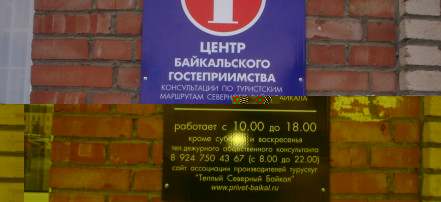 ЦЕНТР
БАЙКАЛЬСКОГО
ГОСТЕПРИИМСТВА
КОНСУЛЬТАЦИИ ПО ТУРИСТСКИМ
МАРШРУТАМ
работает с 10.00 до 18.00
кроме субботы и воскресенья
тел.дежурного общественного консультанта
8 924 750 43 67 (с 8.00 до 22.00)
сайт ассоциации производителей туруслуг
"Теплый Северный Байкал"
www.privet-baikal.ru